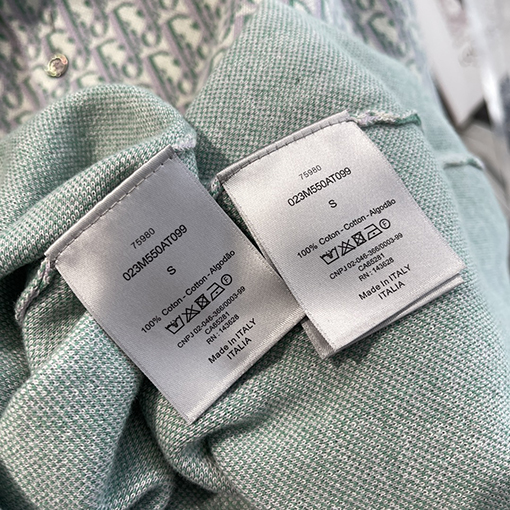 75980
023M550AT099
S
100% Coton - Cotton - Algodão
CNPJ 02-046-366/0003-99
CA65281
RN : 143628
Made In ITALY
ITALIA
75980
023M550AT099
S
100% Coton - Cotton - Algodão
CNPJ 02-046-366/0003-99
CA65281
RN : 143628
Made in ITALY
ITALIA